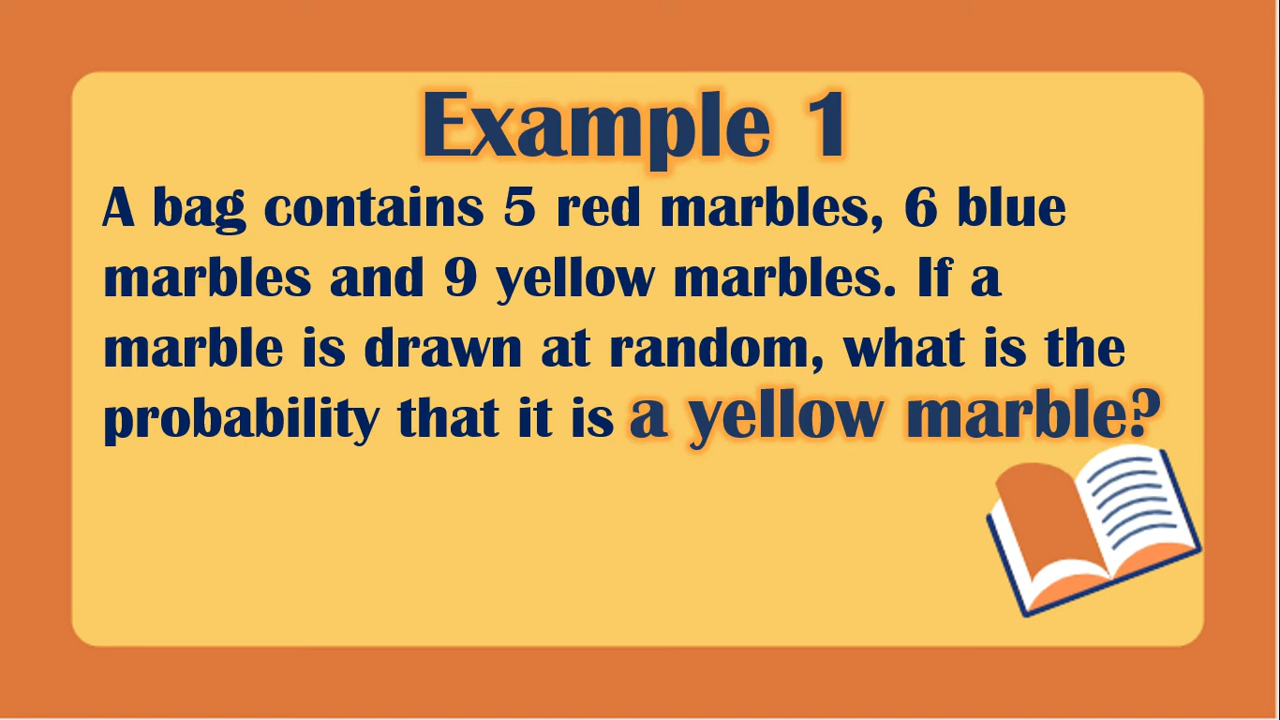 Example 1
A bag contains 5 red marbles, 6 blue
marbles and 9 yellow marbles. If a
marble is drawn at random, what is the
probability that it is a yellow marble?